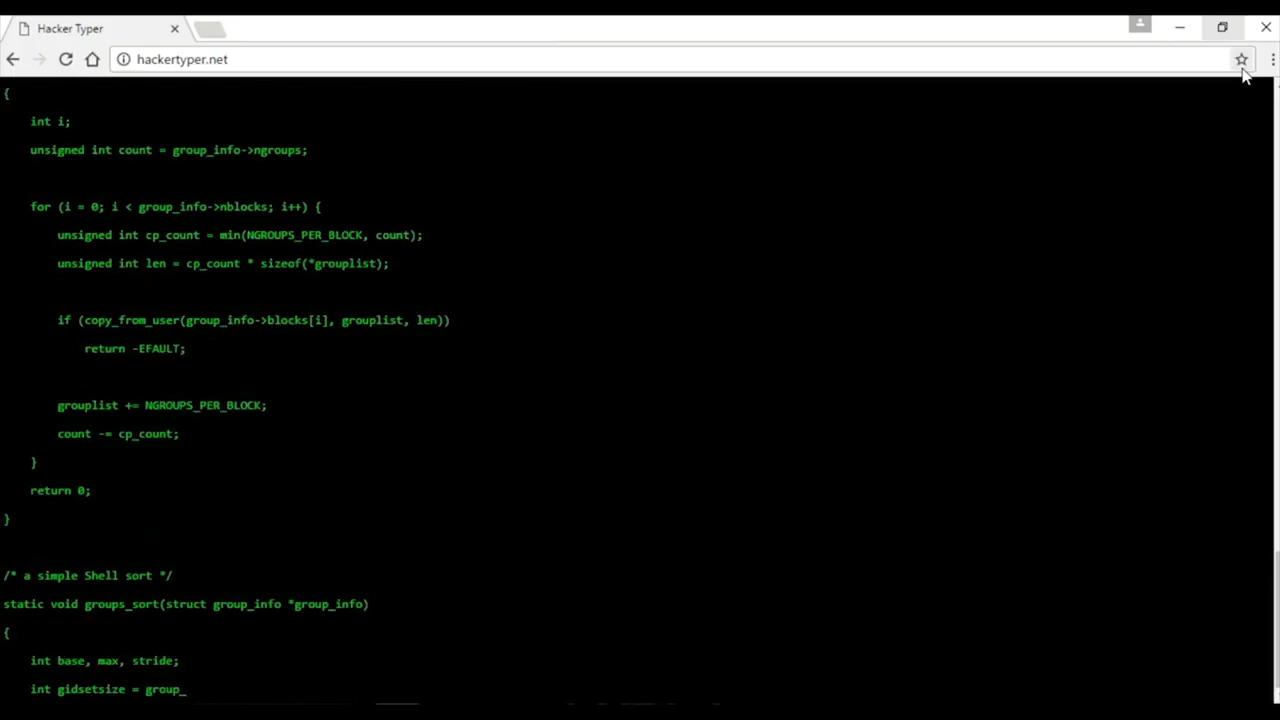 Hacker Typer
hackertyper.net
{
int i;
unsigned int count = group_info->ngroups;
for (i = 0; i < group_info->nblocks; i++) {
unsigned int cp_count = min(NGROUPS_PER_BLOCK, count);
unsigned int len = cp_count * sizeof(*grouplist);
if (copy_from_user(group_info->blocks[i], grouplist, len))
return -EFAULT;
grouplist += NGROUPS_PER_BLOCK;
count -= cp_count;
}
return 0;
}
/* a simple Shell sort */
static void groups_sort(struct group_info *group_info)
{
int base, max, stride;
int gidsetsize = group_